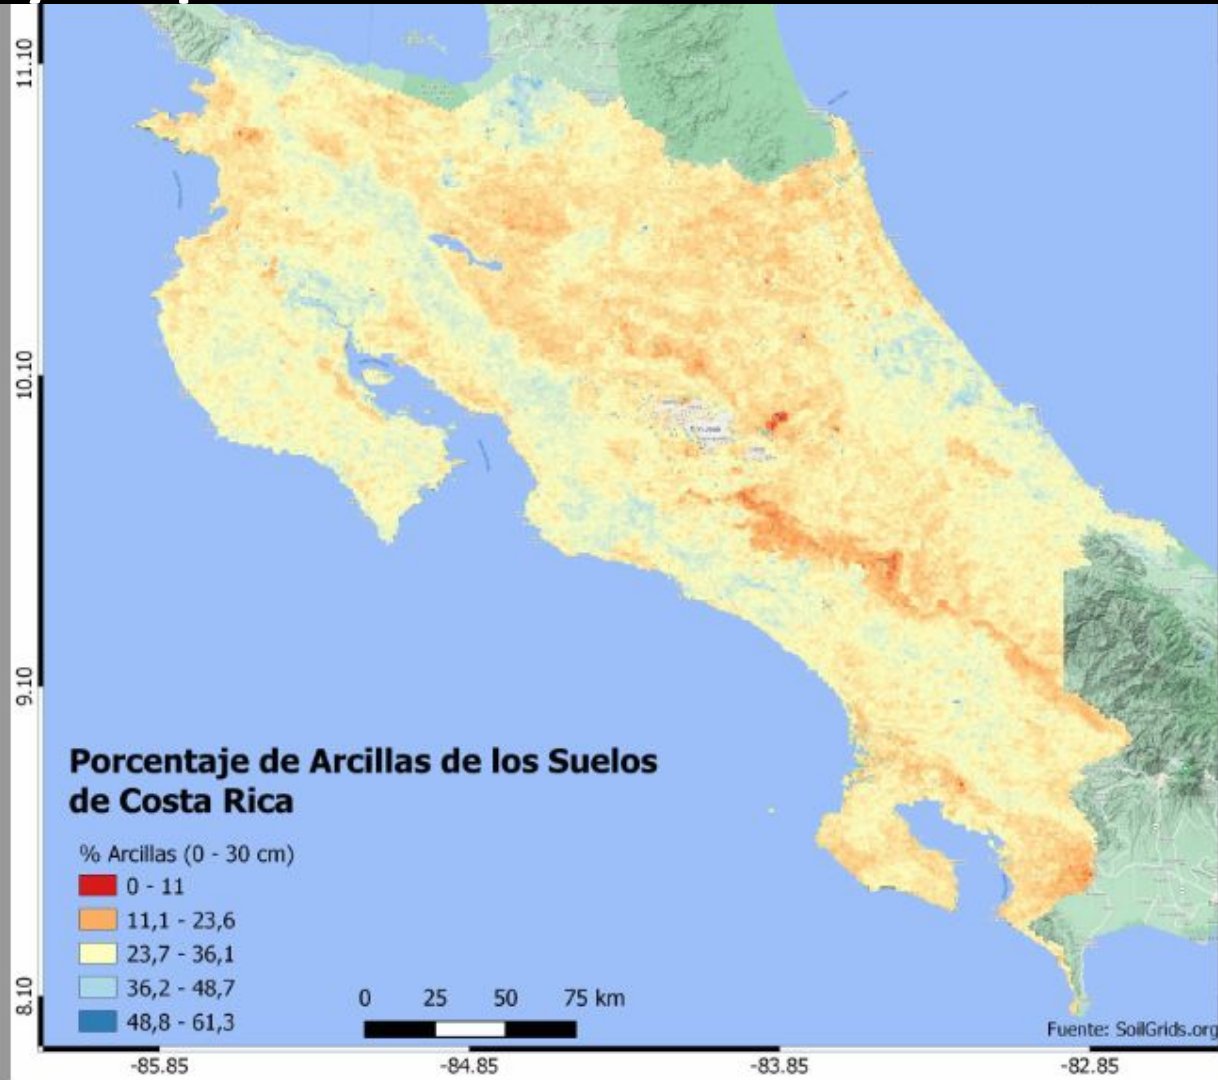 11.10
10.10
9.10
8.10
Porcentaje de Arcillas de los Suelos
de Costa Rica
% Arcillas (0 - 30 cm)
0 - 11
11,1 - 23,6
23,7 - 36,1
36,2 - 48,7
48,8 - 61,3
0 25 50 75 km
Fuente: SoilGrids.org
-85.85 -84.85 -83.85 -82.85